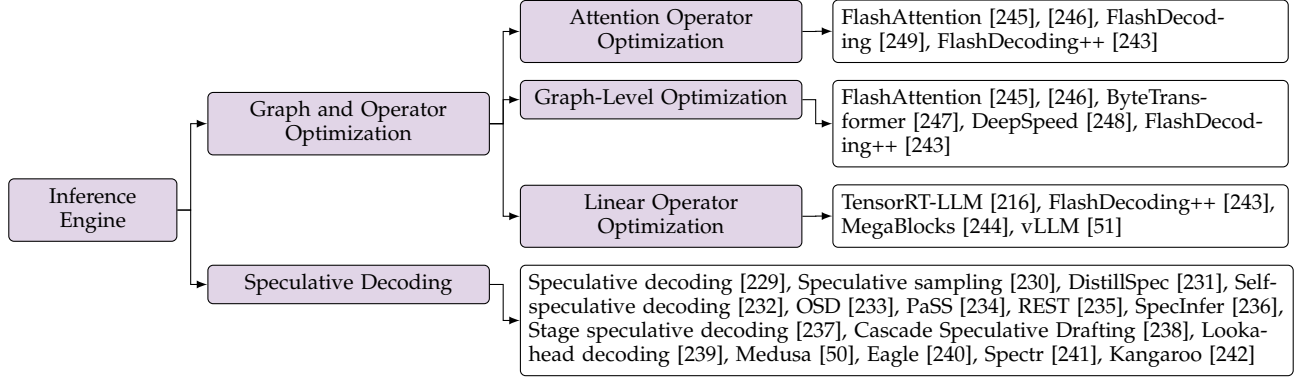 Attention Operator
Optimization
FlashAttention [245], [246], FlashDecod-
ing [249], FlashDecoding++ [243]
Graph and Operator
Optimization
Graph-Level Optimization
FlashAttention [245], [246], ByteTrans-
former [247], DeepSpeed [248], FlashDecod-
ing++ [243]
Inference
Engine
Linear Operator
Optimization
TensorRT-LLM [216], FlashDecoding++ [243],
MegaBlocks [244], vLLM [51]
Speculative Decoding
Speculative decoding [229], Speculative sampling [230], DistillSpec [231], Self-
speculative decoding [232], OSD [233], PaSS [234], REST [235], SpecInfer [236],
Stage speculative decoding [237], Cascade Speculative Drafting [238], Looka-
head decoding [239], Medusa [50], Eagle [240], Spectr [241], Kangaroo [242]